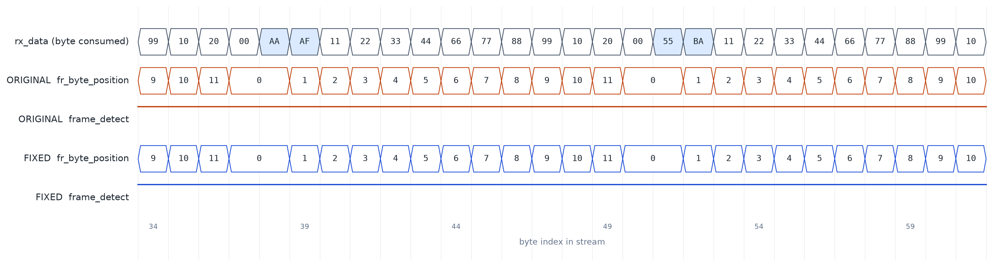 rx_data (byte consumed) 99 10 20 00 AA AF 11 22 33 44 66 77 88 99 10 20 00 55 BA 11 22 33 44 66 77 88 99 10
ORIGINAL fr_byte_position 9 10 11 0 1 2 3 4 5 6 7 8 9 10 11 0 1 2 3 4 5 6 7 8 9 10
ORIGINAL frame_detect
FIXED fr_byte_position 9 10 11 0 1 2 3 4 5 6 7 8 9 10 11 0 1 2 3 4 5 6 7 8 9 10
FIXED frame_detect
34 39 44 49 54 59
byte index in stream